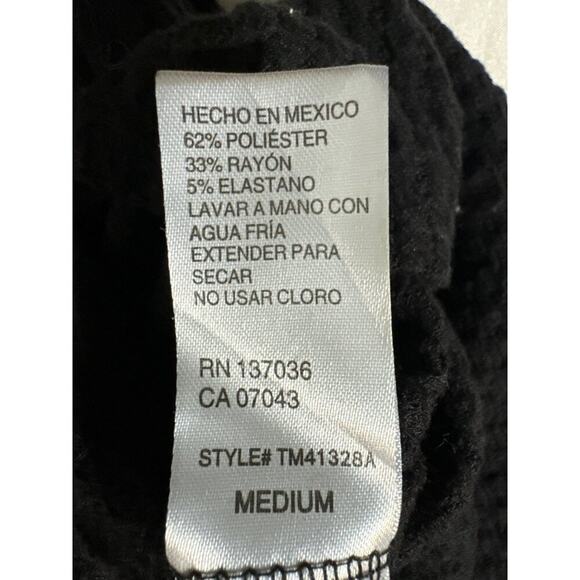 HECHO EN MEXICO
62% POLIÉSTER
33% RAYÓN
5% ELASTANO
LAVAR A MANO CON
AGUA FRÍA
EXTENDER PARA
SECAR
NO USAR CLORO
RN 137036
CA 07043
STYLE# TM41328A
MEDIUM